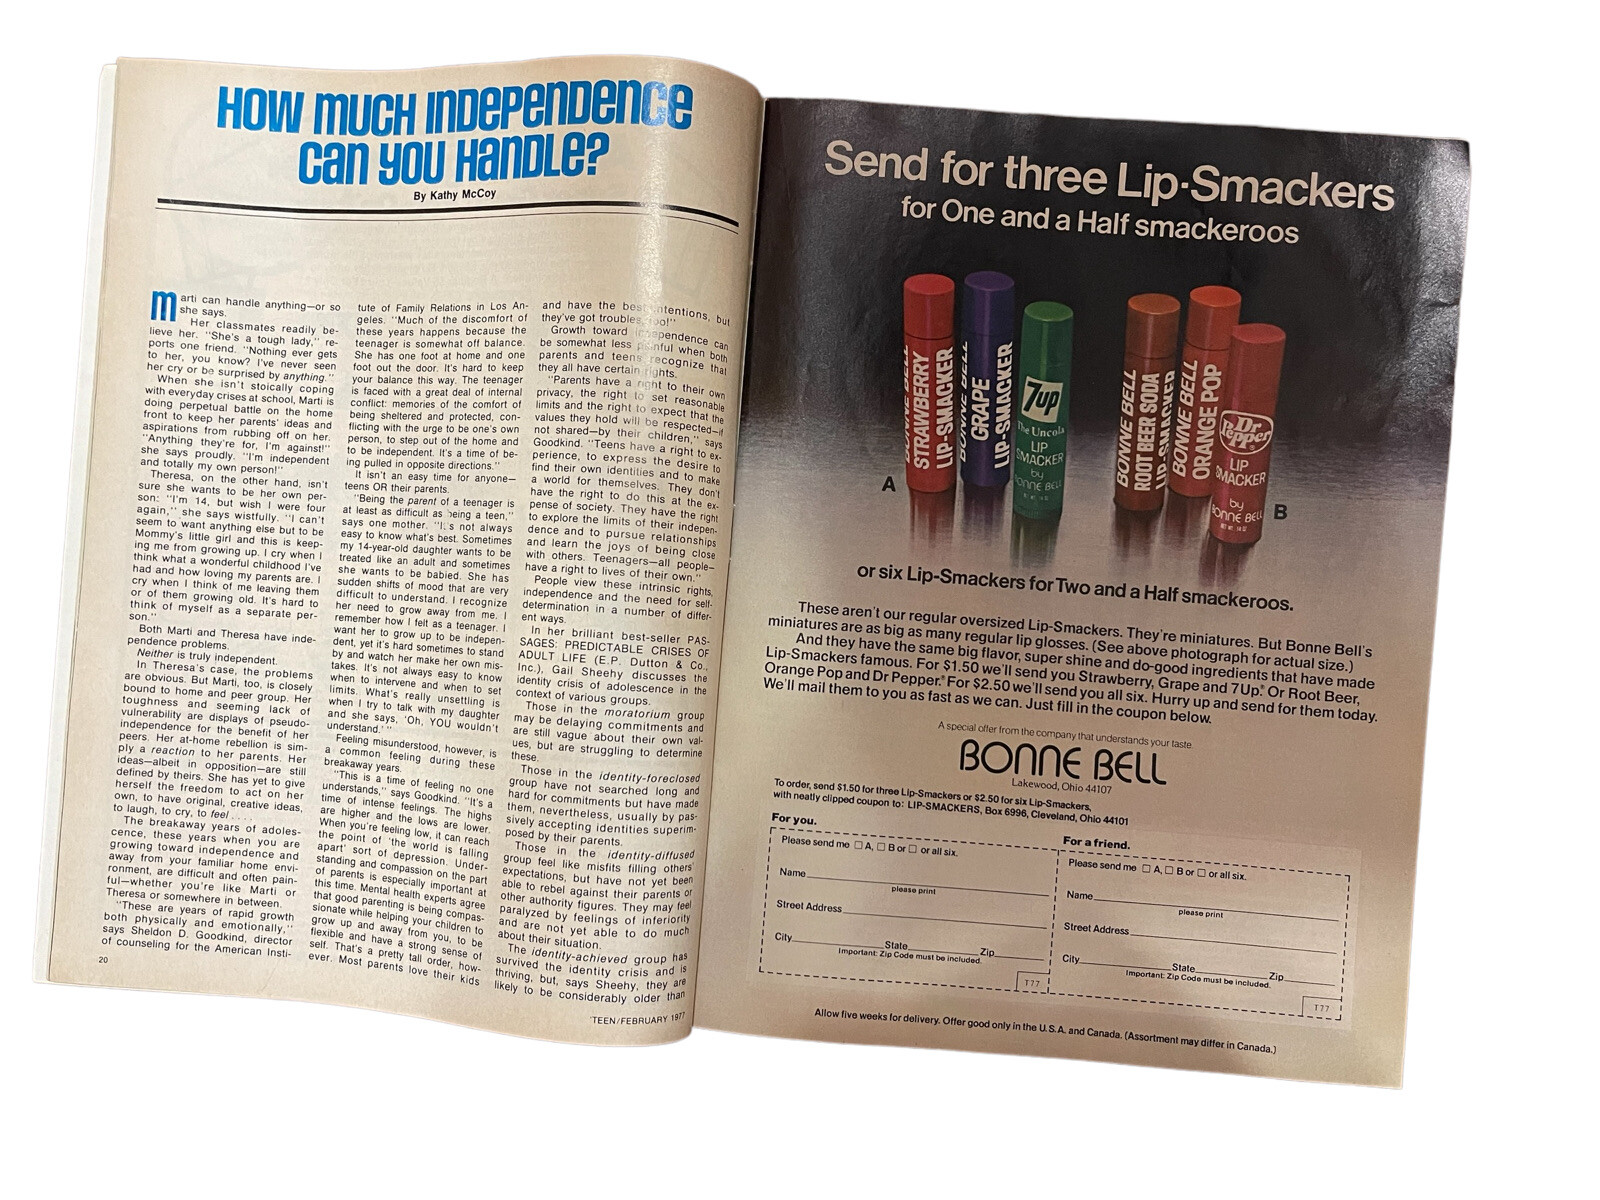 HOW MUCH INDEPENDENCE
CAN YOU HANDLE?
By Kathy McCoy
Marti can handle anything—or so
she says.
Her classmates readily be-
lieve her. "She's a tough lady," re-
ports one friend. "Nothing ever gets
to her, you know? I've never seen
her cry or be surprised by anything."
When she isn't stoically coping
with everyday crises at school, Marti is
doing perpetual battle on the home
front to keep her parents' ideas and
aspirations from rubbing off on her.
"Anything they're for, I'm against!"
she says proudly. "I'm independent
and totally my own person!"
Theresa, on the other hand, isn't
sure she wants to be her own per-
son: "I'm 14, but wish I were four
again," she says wistfully. "I can't
seem to want anything else but to be
Mommy's little girl and this is keep-
ing me from growing up. I cry when I
think what a wonderful childhood I've
had and how loving my parents are. I
cry when I think of me leaving them
or of them growing old. It's hard to
think of myself as a separate per-
son."
Both Marti and Theresa have inde-
pendence problems.
Neither is truly independent.
In Theresa's case, the problems
are obvious. But Marti, too, is closely
bound to home and peer group. Her
toughness and seeming lack of
vulnerability are displays of pseudo-
independence for the benefit of her
peers. Her at-home rebellion is sim-
ply a reaction to her parents. Her
ideas—albeit in opposition—are still
defined by theirs. She has yet to give
herself the freedom to act on her
own, to have original, creative ideas,
to laugh, to cry, to feel . . . .
The breakaway years of adoles-
cence, these years when you are
growing toward independence and
away from your familiar home envi-
ronment, are difficult and often pain-
ful—whether you're like Marti or
Theresa or somewhere in between.
"These are years of rapid growth
both physically and emotionally,"
says Sheldon D. Goodkind, director
of counseling for the American Insti-
20
tute of Family Relations in Los An-
geles. "Much of the discomfort of
these years happens because the
teenager is somewhat off balance.
She has one foot at home and one
foot out the door. It's hard to keep
your balance this way. The teenager
is faced with a great deal of internal
conflict: memories of the comfort of
being sheltered and protected, con-
flicting with the urge to be one's own
person, to step out of the home and
to be independent. It's a time of be-
ing pulled in opposite directions."
It isn't an easy time for anyone—
teens OR their parents.
"Being the parent of a teenager is
at least as difficult as being a teen,"
says one mother. "It's not always
easy to know what's best. Sometimes
my 14-year-old daughter wants to be
treated like an adult and sometimes
she wants to be babied. She has
sudden shifts of mood that are very
difficult to understand. I recognize
her need to grow away from me. I
remember how I felt as a teenager. I
want her to grow up to be indepen-
dent, yet it's hard sometimes to stand
by and watch her make her own mis-
takes. It's not always easy to know
when to intervene and when to set
limits. What's really unsettling is
when I try to talk with my daughter
and she says, 'Oh, YOU wouldn't
understand.' "
Feeling misunderstood, however, is
a common feeling during these
breakaway years.
"This is a time of feeling no one
understands," says Goodkind. "It's a
time of intense feelings. The highs
are higher and the lows are lower.
When you're feeling low, it can reach
the point of 'the world is falling
apart' sort of depression. Under-
standing and compassion on the part
of parents is especially important at
this time. Mental health experts agree
that good parenting is being compas-
sionate while helping your children to
grow up and away from you, to be
flexible and have a strong sense of
self. That's a pretty tall order, how-
ever. Most parents love their kids
and have the best intentions, but
they've got troubles, too!"
Growth toward independence can
be somewhat less painful when both
parents and teens recognize that
they all have certain rights.
"Parents have a right to their own
privacy, the right to set reasonable
limits and the right to expect that the
values they hold will be respected—if
not shared—by their children," says
Goodkind. "Teens have a right to ex-
perience, to express the desire to
find their own identities and to make
a world for themselves. They don't
have the right to do this at the ex-
pense of society. They have the right
to explore the limits of their indepen-
dence and to pursue relationships
and learn the joys of being close
with others. Teenagers—all people—
have a right to lives of their own."
People view these intrinsic rights,
independence and the need for self-
determination in a number of differ-
ent ways.
In her brilliant best-seller PAS-
SAGES: PREDICTABLE CRISES OF
ADULT LIFE (E.P. Dutton & Co.,
Inc.), Gail Sheehy discusses the
identity crisis of adolescence in the
context of various groups.
Those in the moratorium group
may be delaying commitments and
are still vague about their own val-
ues, but are struggling to determine
these.
Those in the identity-foreclosed
group have not searched long and
hard for commitments but have made
them, nevertheless, usually by pas-
sively accepting identities superim-
posed by their parents.
Those in the identity-diffused
group feel like misfits filling others'
expectations, but have not yet been
able to rebel against their parents or
other authority figures. They may feel
paralyzed by feelings of inferiority
and are not yet able to do much
about their situation.
The identity-achieved group has
survived the identity crisis and is
thriving, but, says Sheehy, they are
likely to be considerably older than
'TEEN/FEBRUARY 1977
Send for three Lip-Smackers
for One and a Half smackeroos
BONNE BELL
STRAWBERRY
LIP-SMACKER
BONNE BELL
GRAPE
LIP-SMACKER
7up
The Uncola
LIP
SMACKER
by
BONNE BELL
BONNE BELL
ROOT BEER SODA
LIP-SMACKER
BONNE BELL
ORANGE POP
Dr
Pepper
LIP
SMACKER
by
BONNE BELL
A
B
or six Lip-Smackers for Two and a Half smackeroos.
These aren't our regular oversized Lip-Smackers. They're miniatures. But Bonne Bell's
miniatures are as big as many regular lip glosses. (See above photograph for actual size.)
And they have the same big flavor, super shine and do-good ingredients that have made
Lip-Smackers famous. For $1.50 we'll send you Strawberry, Grape and 7Up.® Or Root Beer,
Orange Pop and Dr Pepper.® For $2.50 we'll send you all six. Hurry up and send for them today.
We'll mail them to you as fast as we can. Just fill in the coupon below.
A special offer from the company that understands your taste.
BONNE BELL
Lakewood, Ohio 44107
To order, send $1.50 for three Lip-Smackers or $2.50 for six Lip-Smackers,
with neatly clipped coupon to: LIP-SMACKERS, Box 6996, Cleveland, Ohio 44101
For you.
Please send me □ A, □ B or □ or all six.
Name
please print
Street Address
City State Zip
Important: Zip Code must be included.
T77
For a friend.
Please send me □ A, □ B or □ or all six.
Name
please print
Street Address
City State Zip
Important: Zip Code must be included.
T77
Allow five weeks for delivery. Offer good only in the U.S.A. and Canada. (Assortment may differ in Canada.)